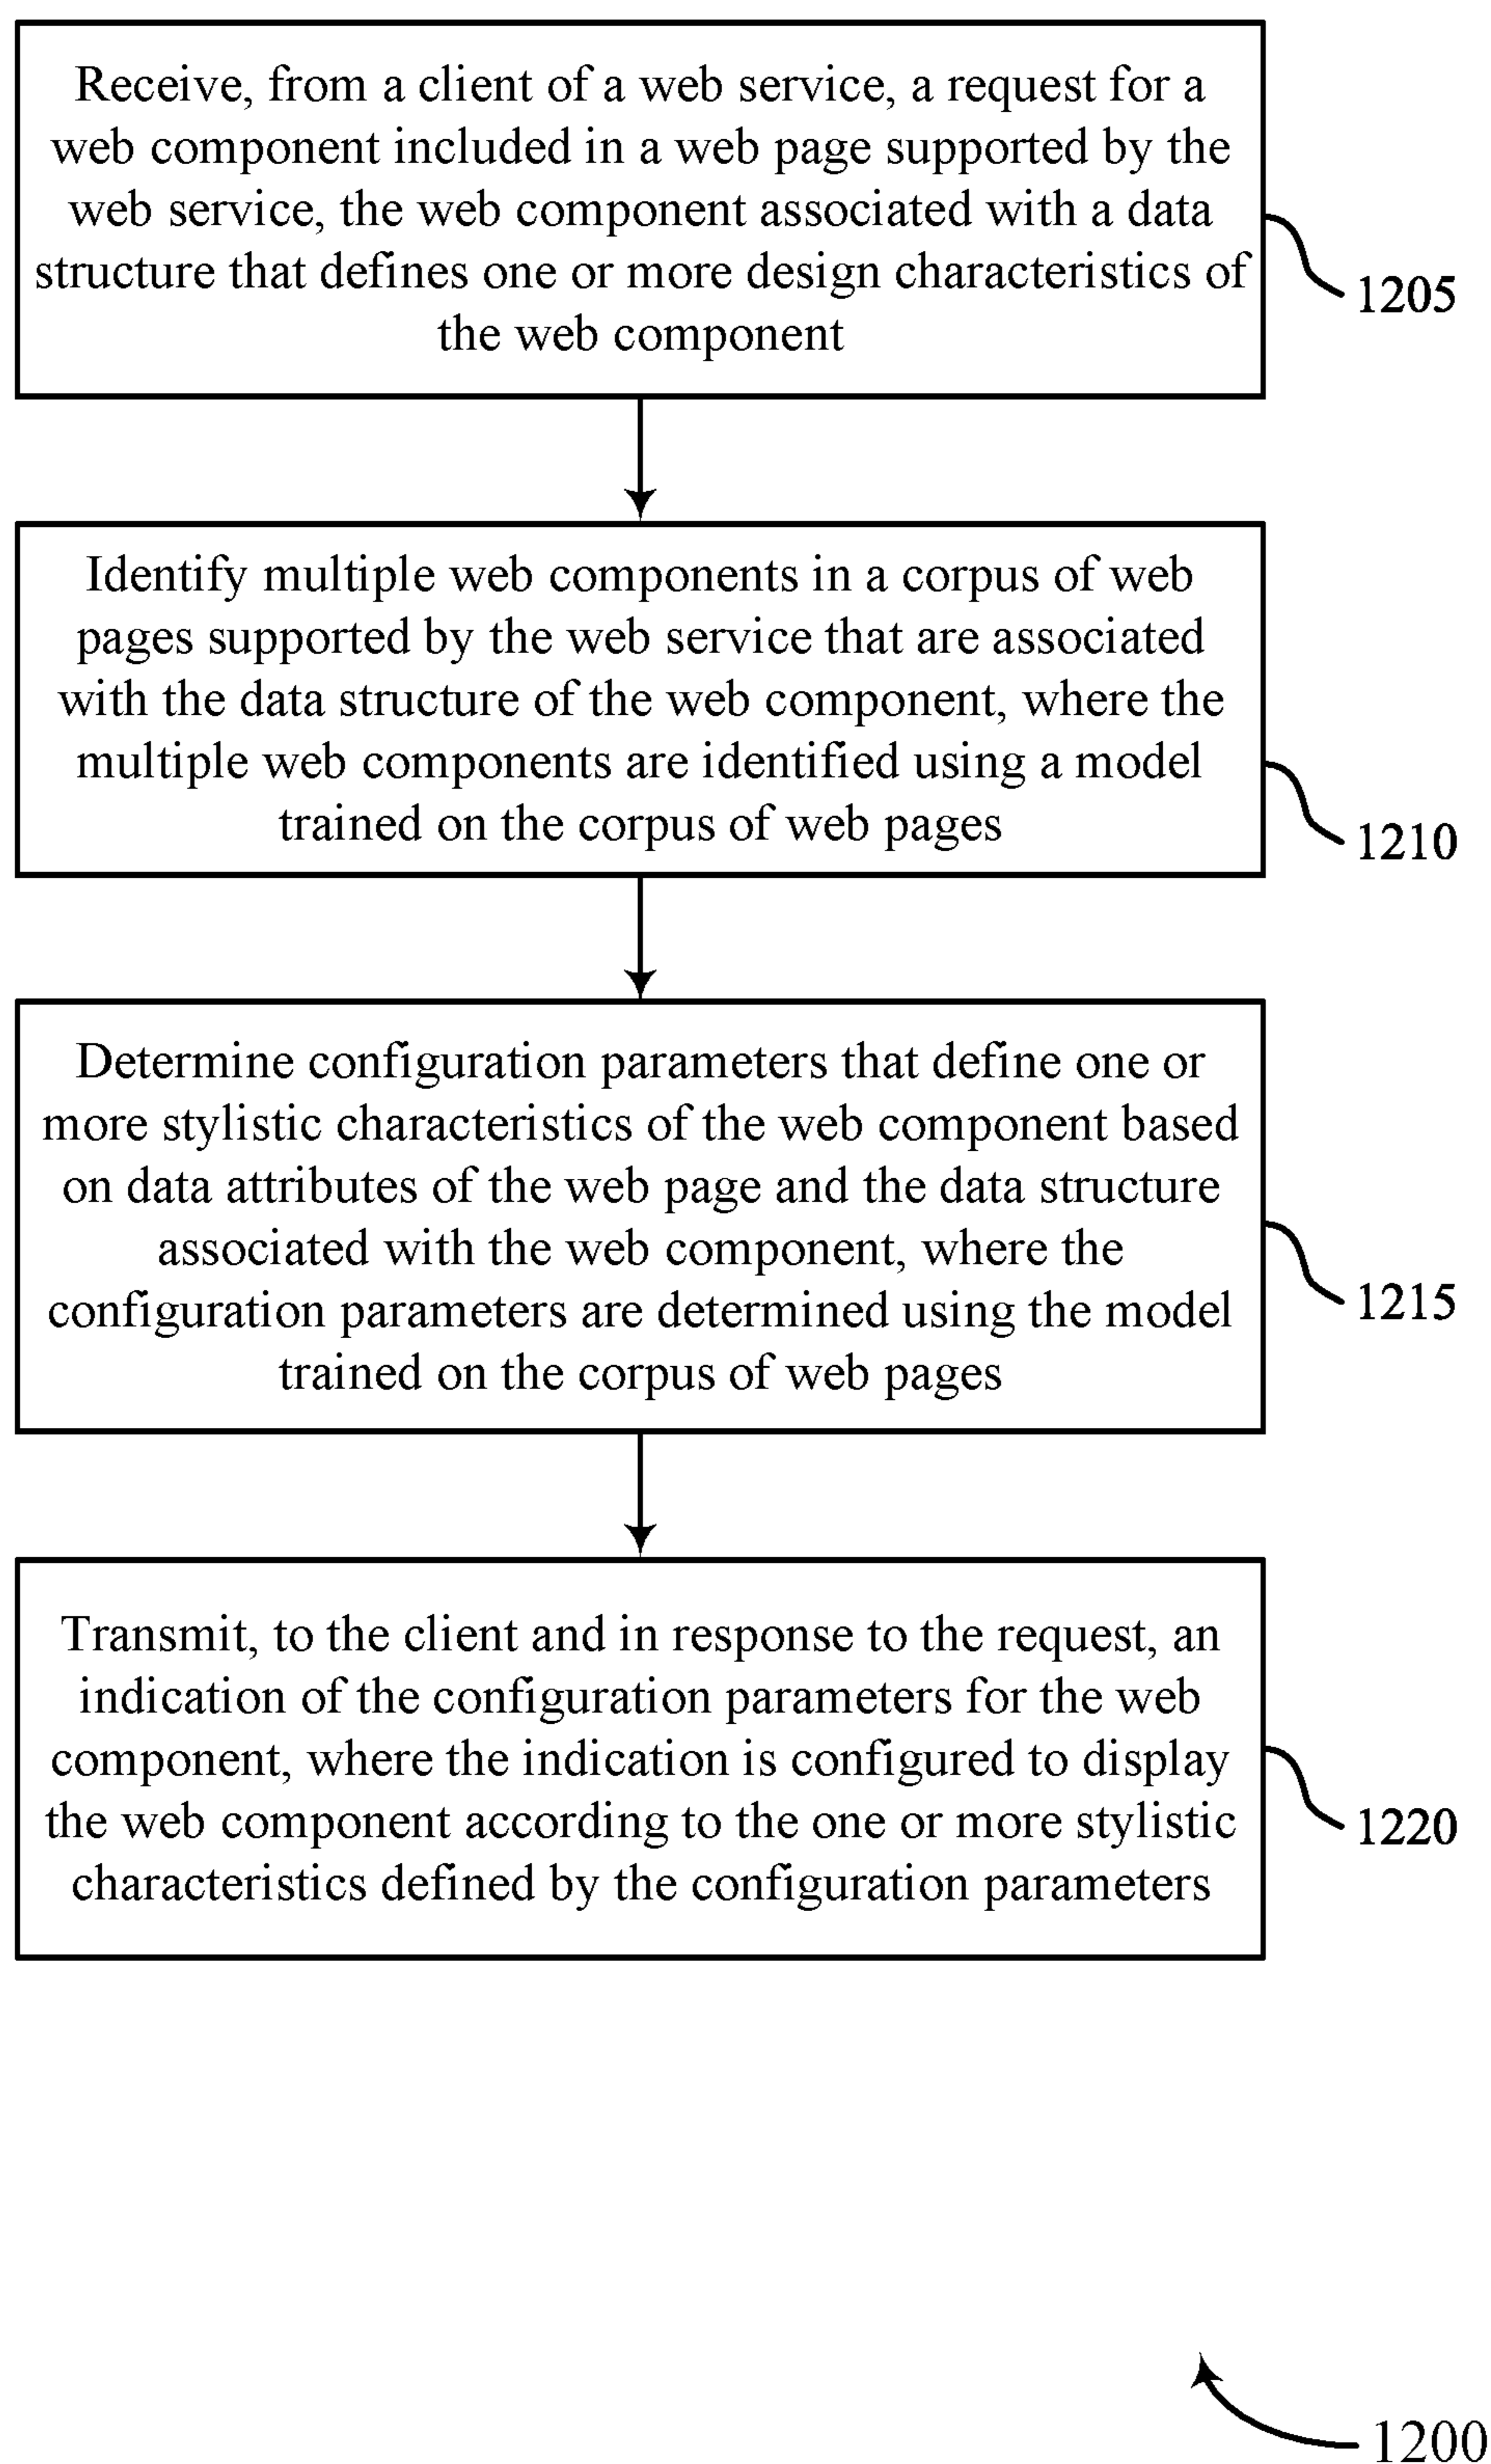 Receive, from a client of a web service, a request for a
web component included in a web page supported by the
web service, the web component associated with a data
structure that defines one or more design characteristics of
the web component
1205
Identify multiple web components in a corpus of web
pages supported by the web service that are associated
with the data structure of the web component, where the
multiple web components are identified using a model
trained on the corpus of web pages
1210
Determine configuration parameters that define one or
more stylistic characteristics of the web component based
on data attributes of the web page and the data structure
associated with the web component, where the
configuration parameters are determined using the model
trained on the corpus of web pages
1215
Transmit, to the client and in response to the request, an
indication of the configuration parameters for the web
component, where the indication is configured to display
the web component according to the one or more stylistic
characteristics defined by the configuration parameters
1220
1200